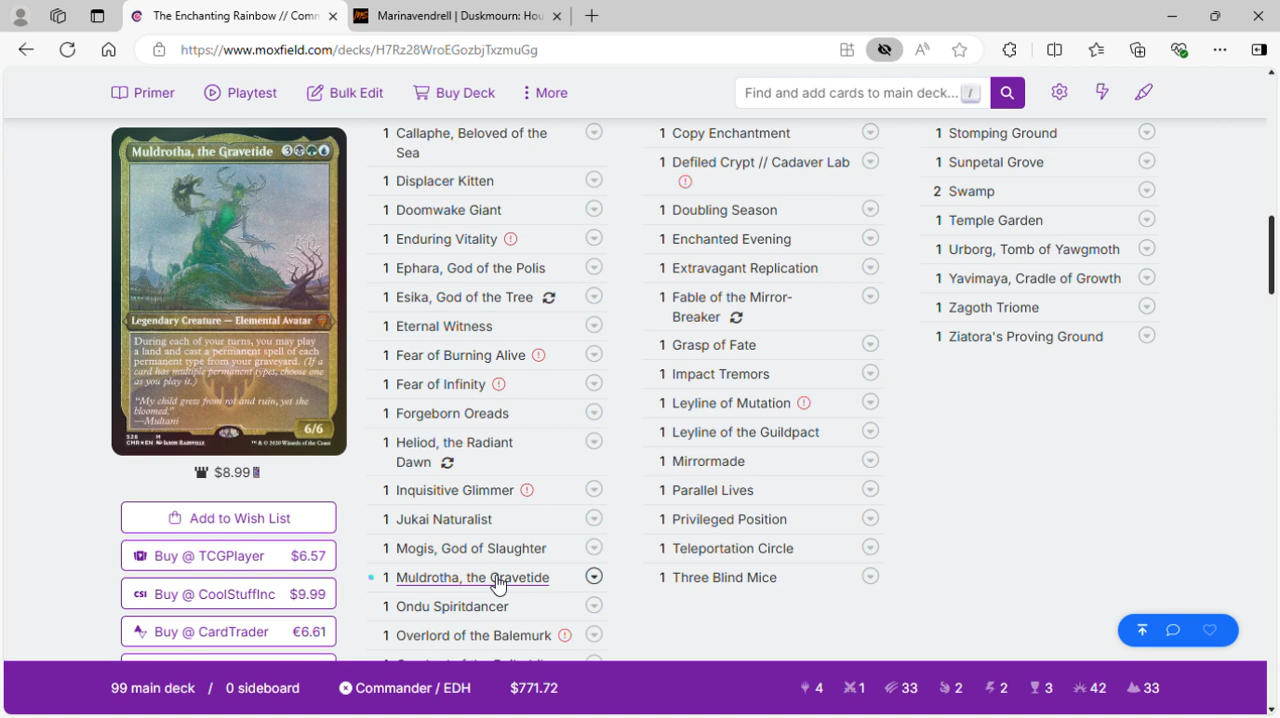 The Enchanting Rainbow // Comm
Marinavendrell | Duskmourn: Hou
https://www.moxfield.com/decks/H7Rz28WroEGozbjTxzmuGg
Primer
Playtest
Bulk Edit
Buy Deck
More
Find and add cards to main deck... /
Muldrotha, the Gravetide 3
Legendary Creature — Elemental Avatar
During each of your turns, you may play
a land and cast a permanent spell of each
permanent type from your graveyard. (If a
card has multiple permanent types, choose one
as you play it.)
"My child grew from rot and ruin, yet she
bloomed."
—Multani
6/6
$8.99
Add to Wish List
Buy @ TCGPlayer $6.57
CSI Buy @ CoolStuffInc $9.99
Buy @ CardTrader €6.61
1 Callaphe, Beloved of the
Sea
1 Displacer Kitten
1 Doomwake Giant
1 Enduring Vitality
1 Ephara, God of the Polis
1 Esika, God of the Tree
1 Eternal Witness
1 Fear of Burning Alive
1 Fear of Infinity
1 Forgeborn Oreads
1 Heliod, the Radiant
Dawn
1 Inquisitive Glimmer
1 Jukai Naturalist
1 Mogis, God of Slaughter
1 Muldrotha, the Gravetide
1 Ondu Spiritdancer
1 Overlord of the Balemurk
1 Copy Enchantment
1 Defiled Crypt // Cadaver Lab
1 Doubling Season
1 Enchanted Evening
1 Extravagant Replication
1 Fable of the Mirror-
Breaker
1 Grasp of Fate
1 Impact Tremors
1 Leyline of Mutation
1 Leyline of the Guildpact
1 Mirrormade
1 Parallel Lives
1 Privileged Position
1 Teleportation Circle
1 Three Blind Mice
1 Stomping Ground
1 Sunpetal Grove
2 Swamp
1 Temple Garden
1 Urborg, Tomb of Yawgmoth
1 Yavimaya, Cradle of Growth
1 Zagoth Triome
1 Ziatora's Proving Ground
99 main deck / 0 sideboard
Commander / EDH
$771.72
4 1 33 2 2 3 42 33